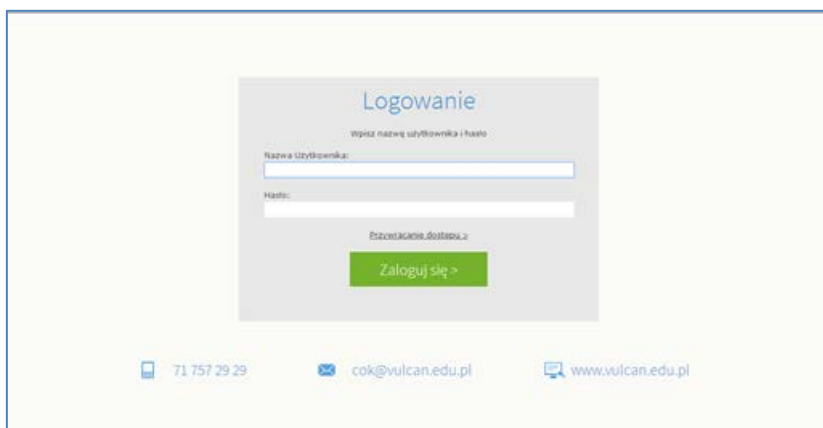 Logowanie
Wpisz nazwę użytkownika i hasło
Nazwa Użytkownika:
Hasło:
Przywracanie dostępu >
Zaloguj się >
71 757 29 29 cok@vulcan.edu.pl www.vulcan.edu.pl